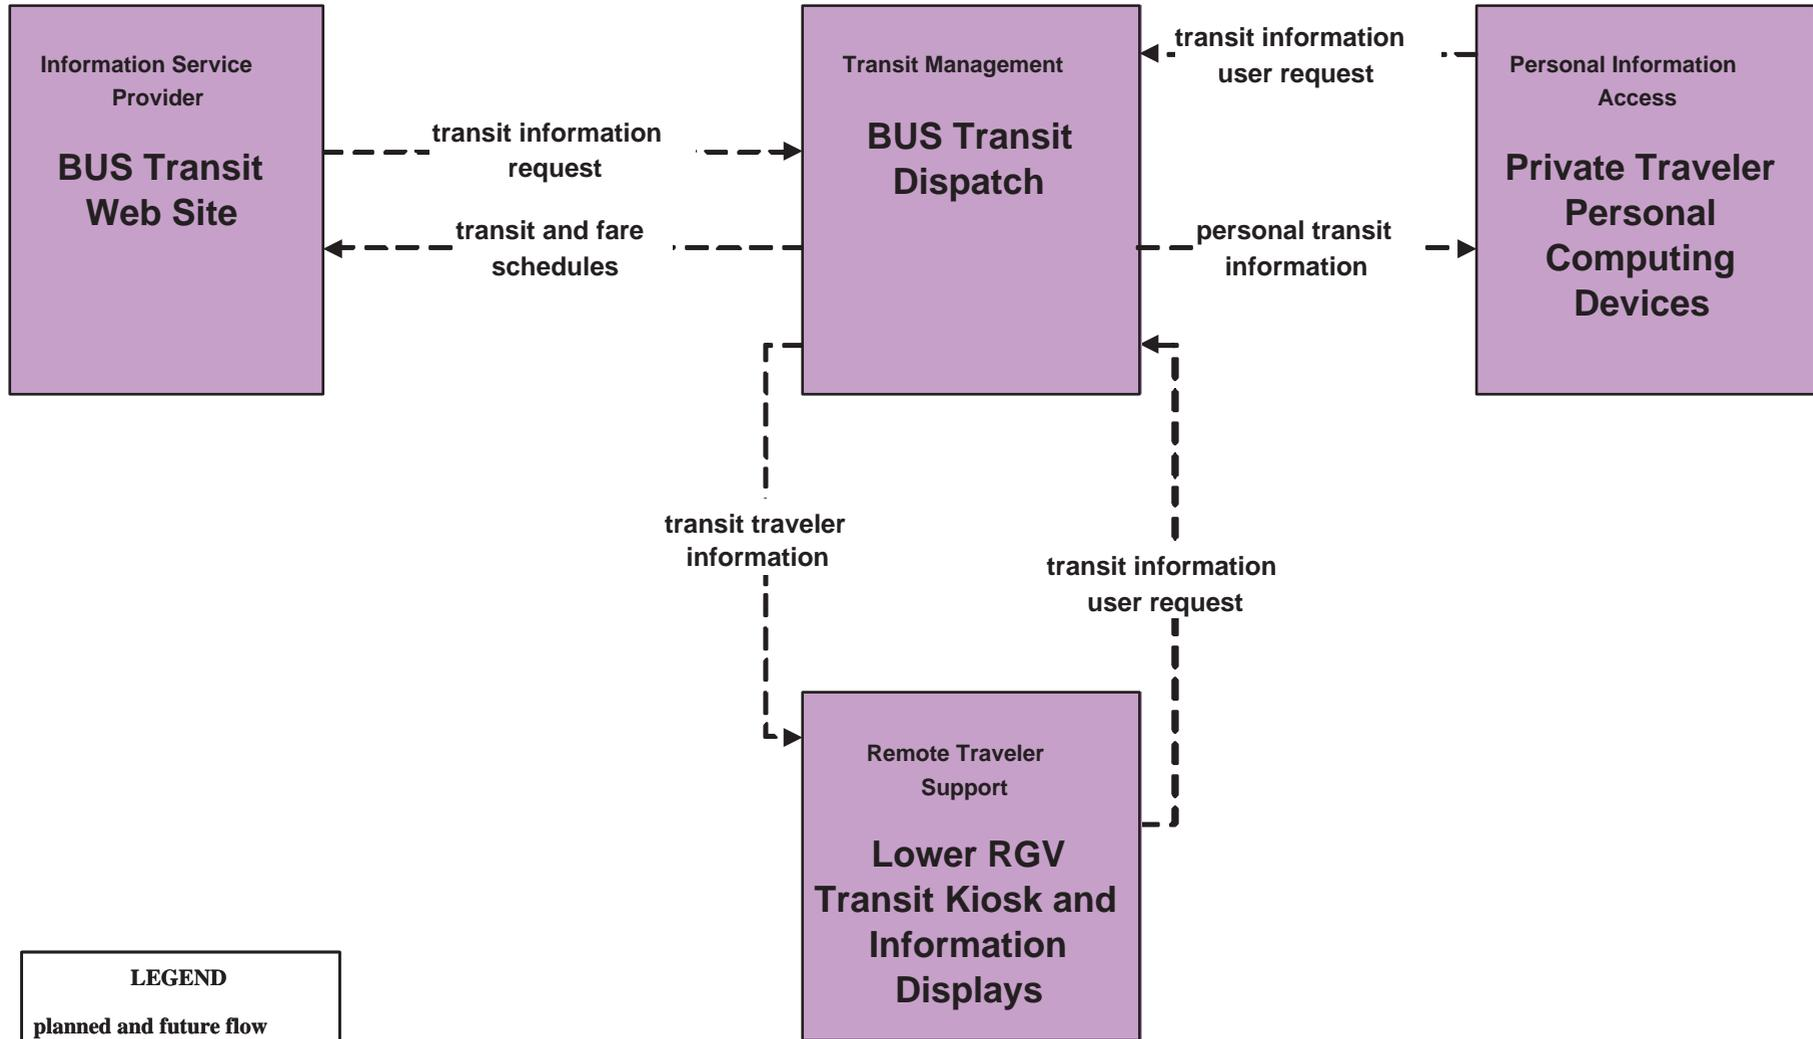 Information Service
Provider
BUS Transit
Web Site
transit information
request
transit and fare
schedules
Transit Management
BUS Transit
Dispatch
transit information
user request
personal transit
information
Personal Information
Access
Private Traveler
Personal
Computing
Devices
transit traveler
information
transit information
user request
Remote Traveler
Support
Lower RGV
Transit Kiosk and
Information
Displays
LEGEND
planned and future flow